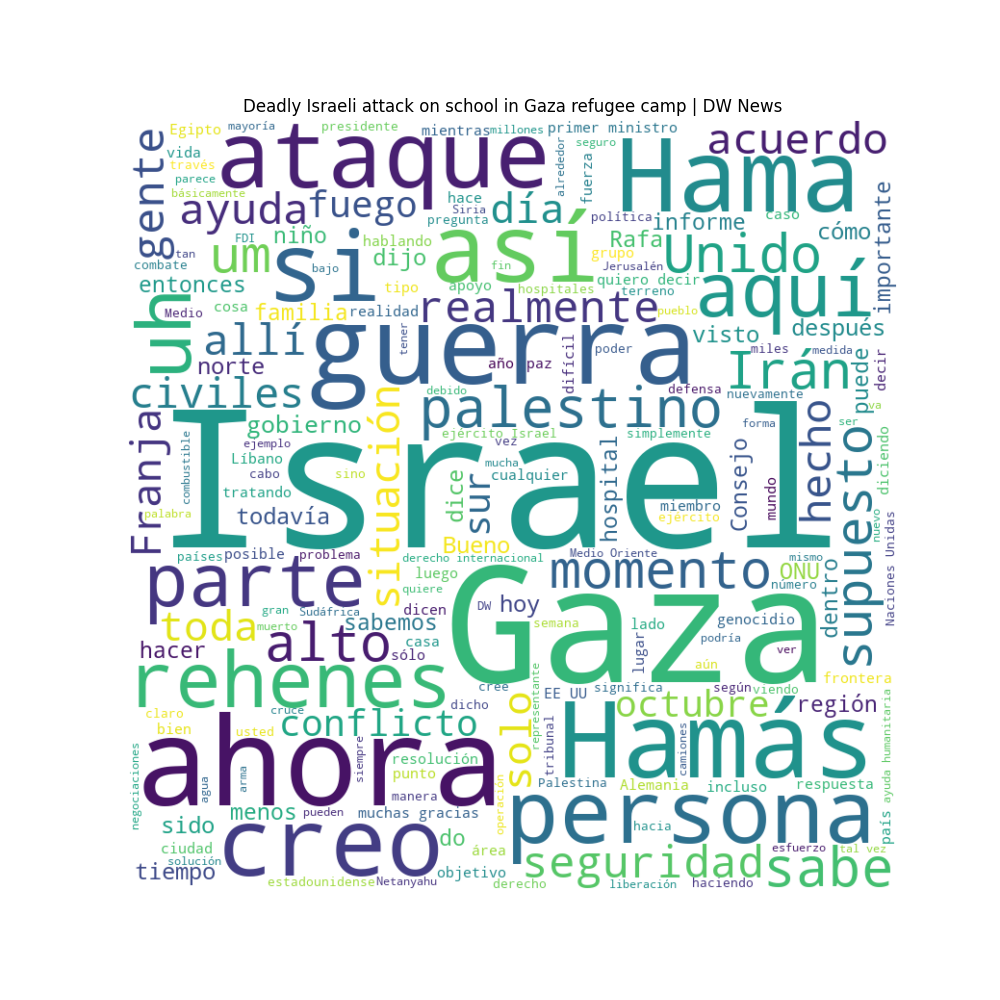 Deadly Israeli attack on school in Gaza refugee camp | DW News
Egipto
mayoría
presidente
mientras
millones
primer ministro
ataque
Hama
acuerdo
seguro
gente
vida
través
parece
básicamente
alrededor
fuerza
ayuda
fuego
hace
Siria
pregunta
día
política
informe
caso
cómo
importante
FDI
tan
combate
um
niño
si
bajo
hablando
dijo
así
fin
grupo
Rafa
Jerusalén
Unido
aquí
entonces
tipo
apoyo
hospitales
quiero decir
terreno
uh
Medio
cosa
familia
realidad
realmente
pueblo
visto
después
allí
guerra
tener
norte
año
paz
difícil
poder
miles
medida
Irán
puede
decir
civiles
debido
defensa
nuevamente
va
Franja
gobierno
situación
palestino
forma
ser
hecho
supuesto
diciendo
ejemplo
ejército Israel
vez
simplemente
combustible
Líbano
cabo
sino
mucha
cualquier
hospital
Consejo
mundo
Israel
tratando
dice
sur
miembro
palabra
todavía
ejército
nuevo
Naciones Unidas
países
posible
problema
Bueno
derecho internacional
Medio Oriente
mismo
parte
luego
quiere
momento
ONU
número
dentro
gran
Sudáfrica
dicen
DW
hoy
Gaza
genocidio
toda
muerto
sabemos
semana
lado
podría
hacer
alto
casa
sólo
lugar
aún
ver
rehenes
cree
representante
EE UU
significa
según
viendo
frontera
claro
cruce
dicho
octubre
región
bien
usted
conflicto
solo
Hamás
tribunal
camiones
país
ayuda humanitaria
negociaciones
ahora
siempre
resolución
punto
Palestina
Alemania
incluso
respuesta
agua
arma
manera
operación
persona
menos
pueden
muchas gracias
sido
creo
do
hacia
ciudad
solución
área
esfuerzo
tal vez
tiempo
objetivo
seguridad
sabe
estadounidense
Netanyahu
derecho
liberación
haciendo